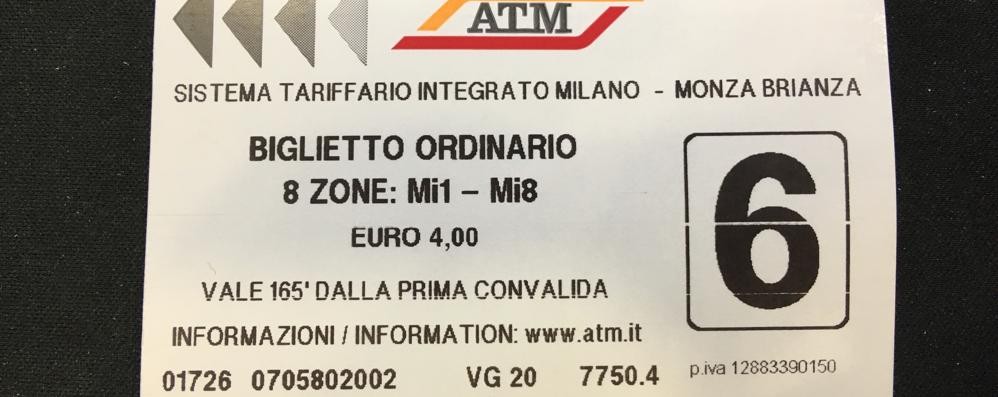 ATM
SISTEMA TARIFFARIO INTEGRATO MILANO - MONZA BRIANZA
BIGLIETTO ORDINARIO
8 ZONE: Mi1 – Mi8
EURO 4,00
6
VALE 165' DALLA PRIMA CONVALIDA
INFORMAZIONI / INFORMATION: www.atm.it
01726 0705802002 VG 20 7750.4 p.iva 12883390150